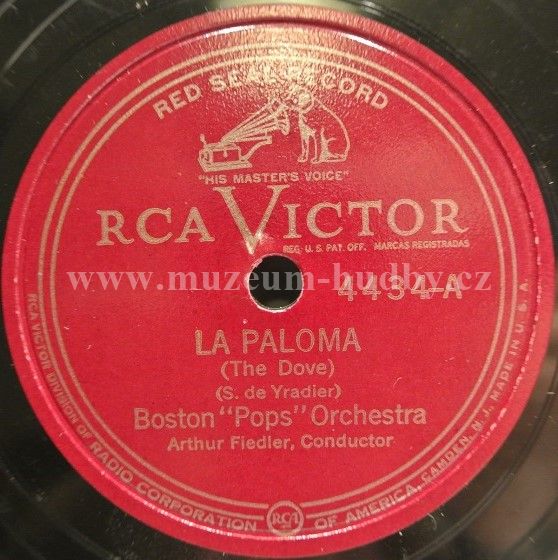 RED SEAL RECORD
"HIS MASTER'S VOICE"
RCA VICTOR
REG. U. S. PAT. OFF. MARCAS REGISTRADAS
www.muzeum-hudby.cz
4434-A
LA PALOMA
(The Dove)
(S. de Yradier)
Boston "Pops" Orchestra
Arthur Fiedler, Conductor
RCA VICTOR DIVISION OF RADIO CORPORATION OF AMERICA, CAMDEN, N. J., MADE IN U. S. A.
RCA